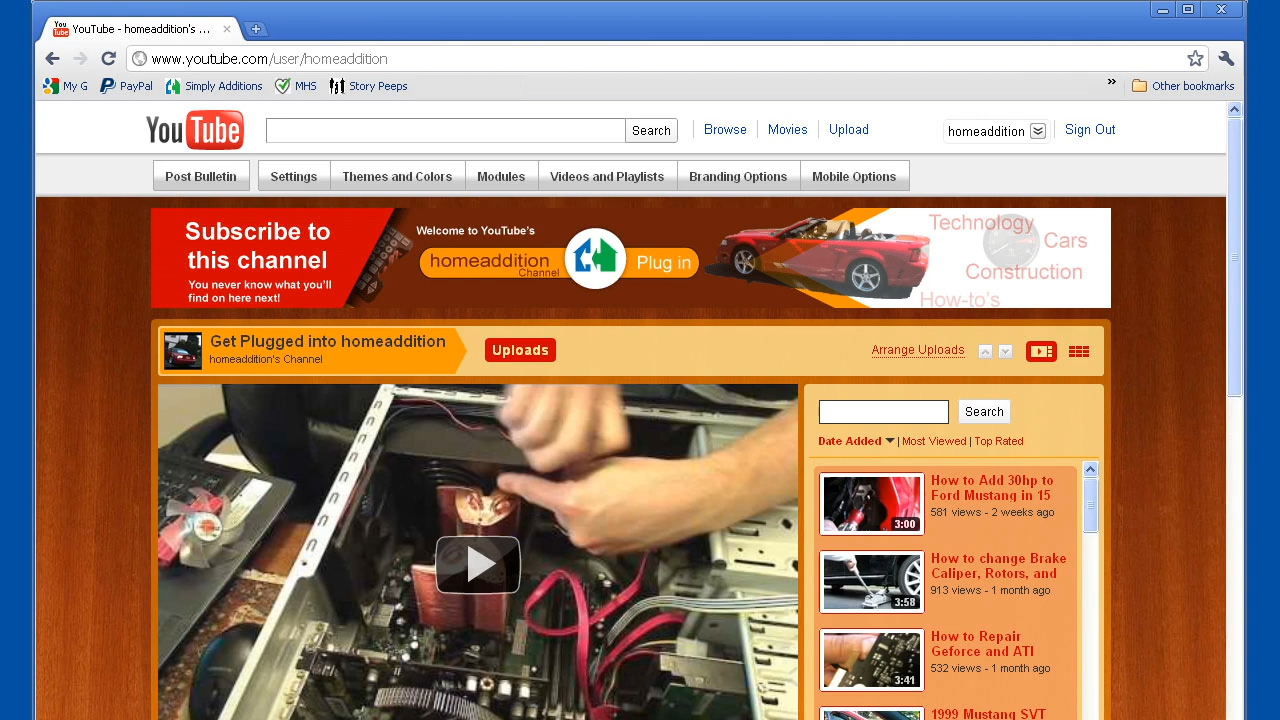 YouTube - homeaddition's ...
www.youtube.com/user/homeaddition
My G PayPal Simply Additions MHS Story Peeps » Other bookmarks
You Tube Search Browse Movies Upload homeaddition Sign Out
Post Bulletin Settings Themes and Colors Modules Videos and Playlists Branding Options Mobile Options
Subscribe to
this channel
You never know what you'll
find on here next!
Welcome to YouTube's
homeaddition
Channel
Plug in
Technology
Cars
Construction
How-to's
Get Plugged into homeaddition
homeaddition's Channel
Uploads
Arrange Uploads
Search
Date Added | Most Viewed | Top Rated
How to Add 30hp to
Ford Mustang in 15
581 views - 2 weeks ago
3:00
How to change Brake
Caliper, Rotors, and
913 views - 1 month ago
3:58
How to Repair
Geforce and ATI
532 views - 1 month ago
3:41
1999 Mustang SVT